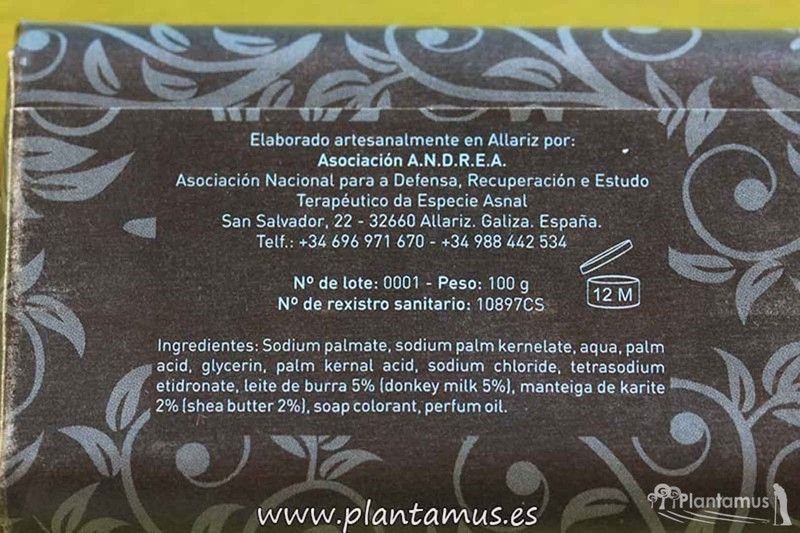 Elaborado artesanalmente en Allariz por:
Asociación A.N.D.R.E.A.
Asociación Nacional para a Defensa, Recuperación e Estudo
Terapéutico da Especie Asnal
San Salvador, 22 - 32660 Allariz. Galiza. España.
Telf.: +34 696 971 670 - +34 988 442 534
Nº de lote: 0001 - Peso: 100 g
Nº de rexistro sanitario: 10897CS
12 M
Ingredientes: Sodium palmate, sodium palm kernelate, aqua, palm
acid, glycerin, palm kernal acid, sodium chloride, tetrasodium
etidronate, leite de burra 5% (donkey milk 5%), manteiga de karite
2% (shea butter 2%), soap colorant, perfum oil.
Plantamus
www.plantamus.es